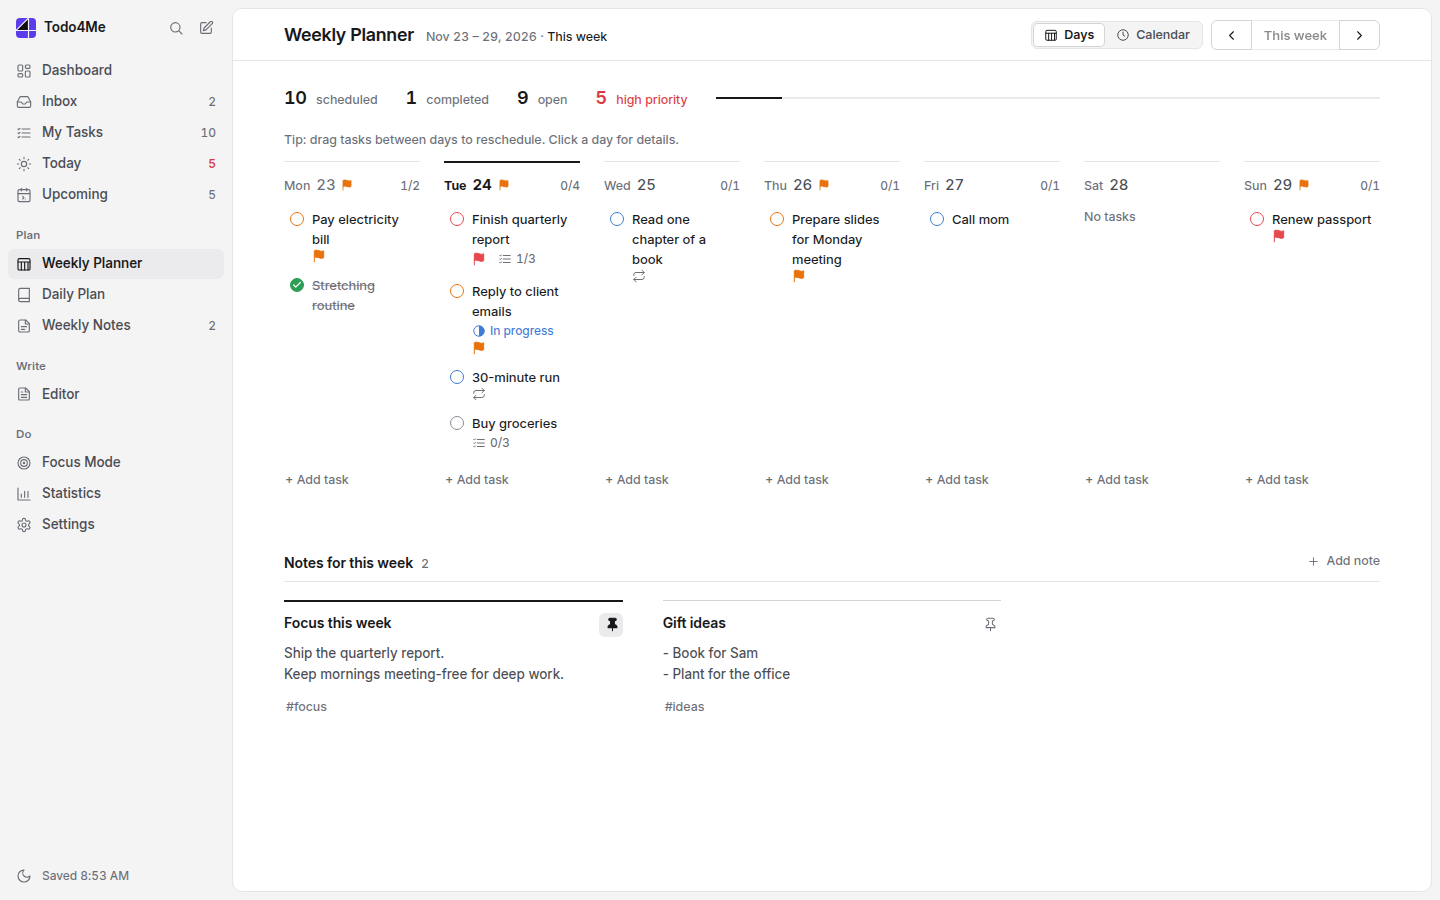 Todo4Me
Dashboard
Inbox 2
My Tasks 10
Today 5
Upcoming 5
Plan
Weekly Planner
Daily Plan
Weekly Notes 2
Write
Editor
Do
Focus Mode
Statistics
Settings
Saved 8:53 AM
Weekly Planner Nov 23 – 29, 2026 · This week
Days Calendar This week
10 scheduled 1 completed 9 open 5 high priority
Tip: drag tasks between days to reschedule. Click a day for details.
Mon 23 1/2
Pay electricity
bill
Stretching
routine
+ Add task
Tue 24 0/4
Finish quarterly
report
1/3
Reply to client
emails
In progress
30-minute run
Buy groceries
0/3
+ Add task
Wed 25 0/1
Read one
chapter of a
book
+ Add task
Thu 26 0/1
Prepare slides
for Monday
meeting
+ Add task
Fri 27 0/1
Call mom
+ Add task
Sat 28
No tasks
+ Add task
Sun 29 0/1
Renew passport
+ Add task
Notes for this week 2
Add note
Focus this week
Ship the quarterly report.
Keep mornings meeting-free for deep work.
#focus
Gift ideas
- Book for Sam
- Plant for the office
#ideas